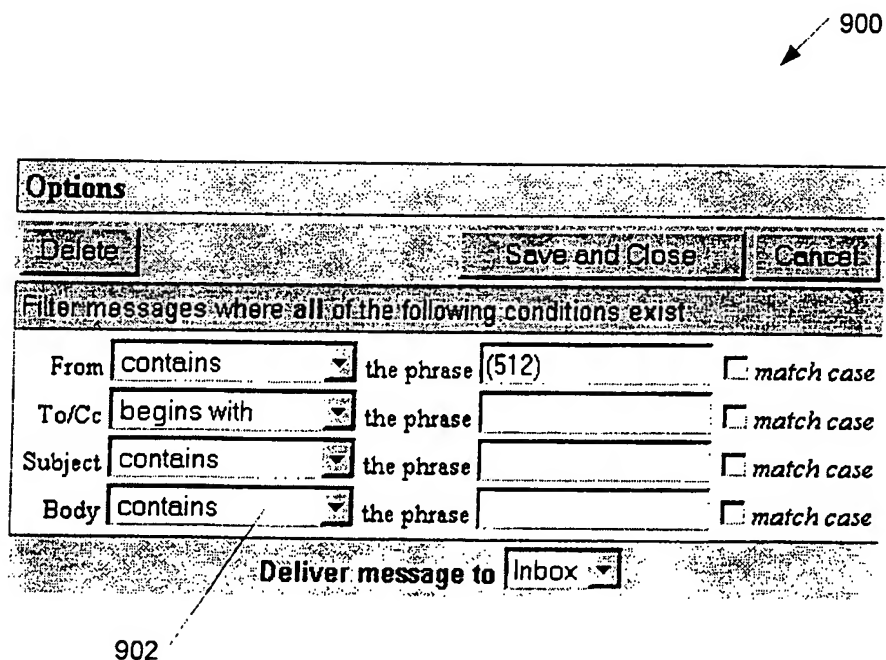 900
Options
Delete Save and Close Cancel
Filter messages where all of the following conditions exist:
From contains the phrase (512) match case
To/Cc begins with the phrase match case
Subject contains the phrase match case
Body contains the phrase match case
Deliver message to Inbox
902